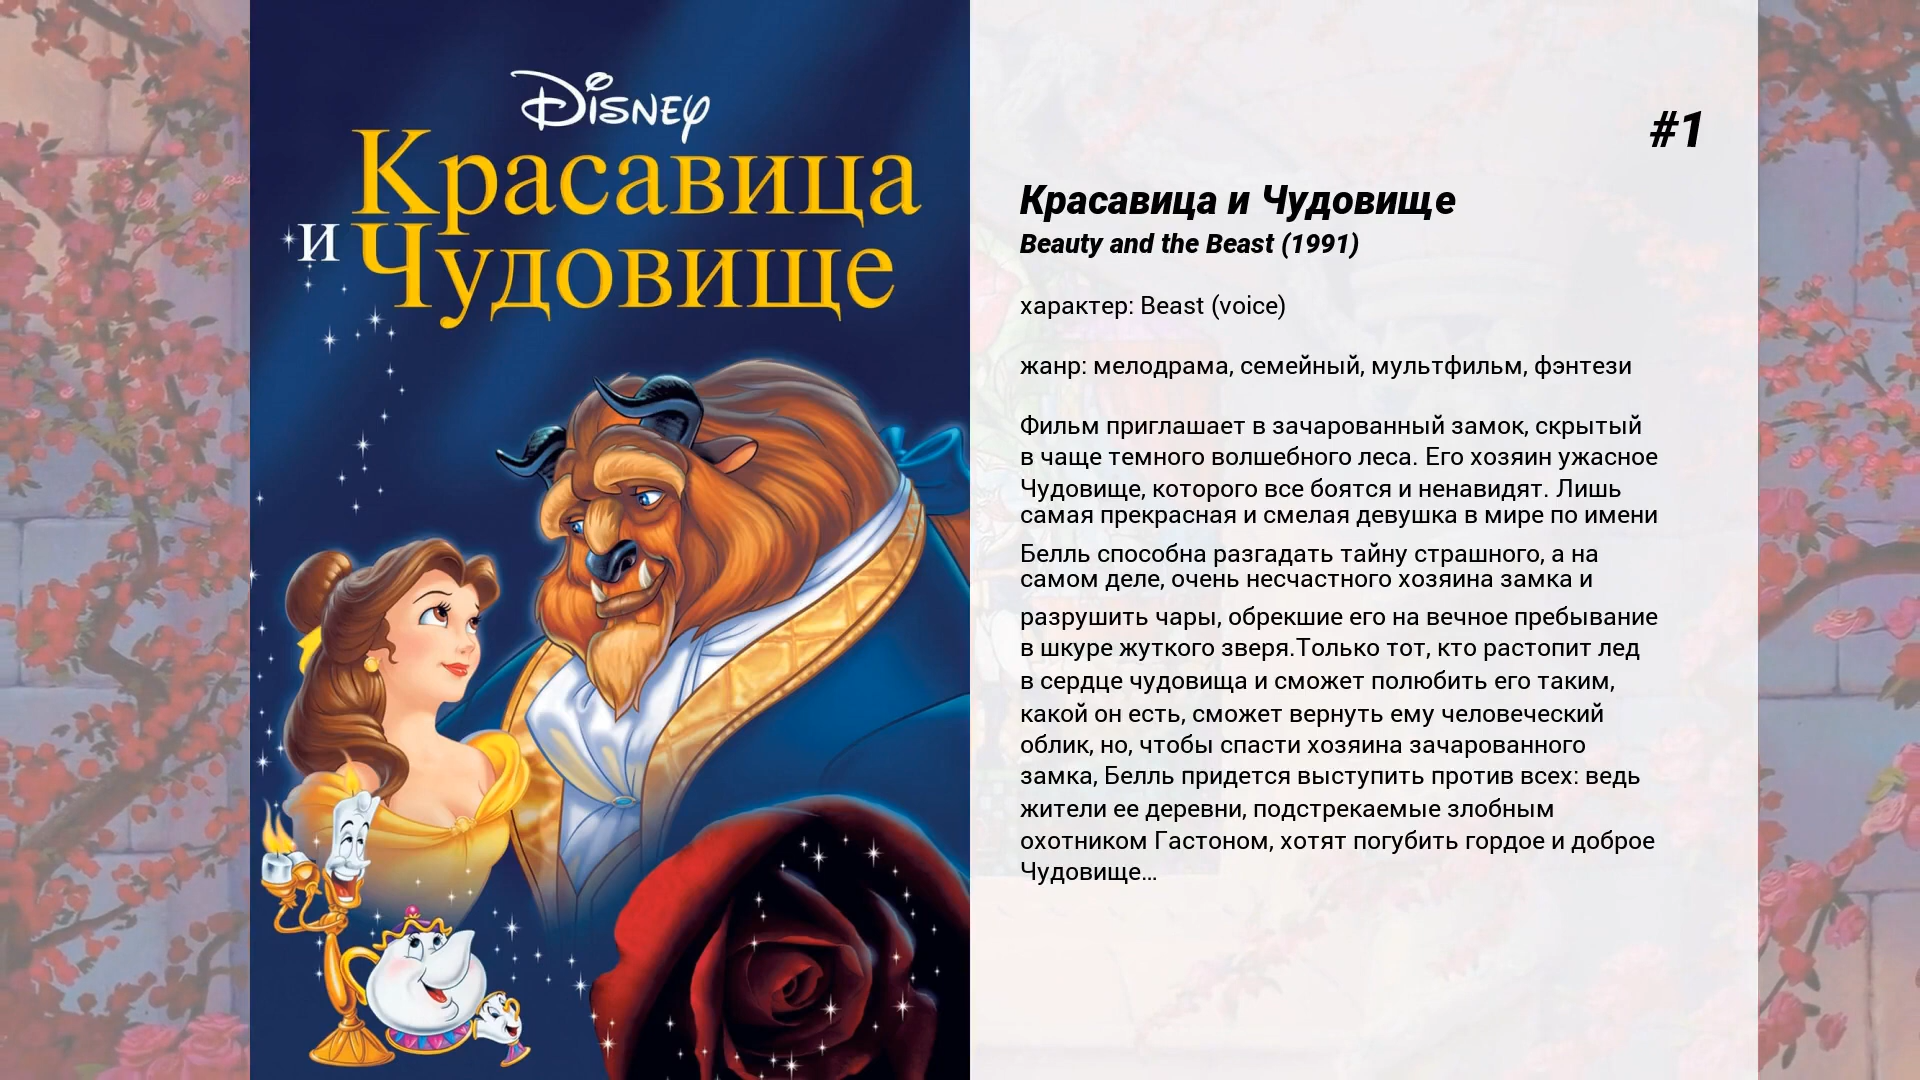 Disney
Красавица
и Чудовище
#1
Красавица и Чудовище
Beauty and the Beast (1991)
характер: Beast (voice)
жанр: мелодрама, семейный, мультфильм, фэнтези
Фильм приглашает в зачарованный замок, скрытый
в чаще темного волшебного леса. Его хозяин ужасное
Чудовище, которого все боятся и ненавидят. Лишь
самая прекрасная и смелая девушка в мире по имени
Белль способна разгадать тайну страшного, а на
самом деле, очень несчастного хозяина замка и
разрушить чары, обрекшие его на вечное пребывание
в шкуре жуткого зверя.Только тот, кто растопит лед
в сердце чудовища и сможет полюбить его таким,
какой он есть, сможет вернуть ему человеческий
облик, но, чтобы спасти хозяина зачарованного
замка, Белль придется выступить против всех: ведь
жители ее деревни, подстрекаемые злобным
охотником Гастоном, хотят погубить гордое и доброе
Чудовище…